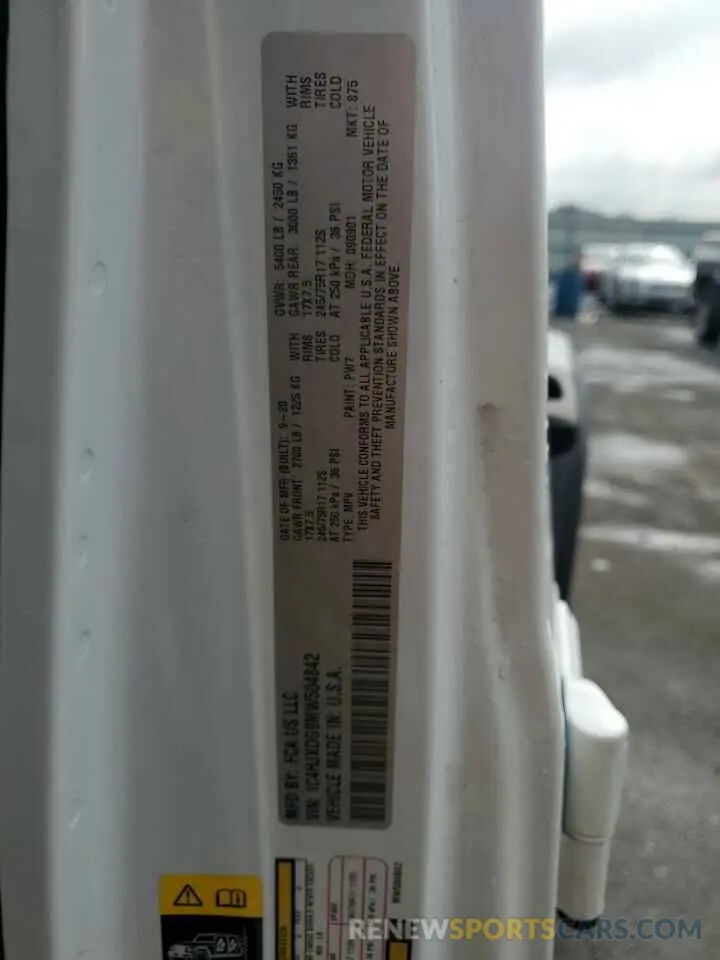 MFD BY: FCA US LLC
DATE OF MFR (BUILT): 9-20
GVWR: 5400 LB / 2450 KG
GAWR FRONT 2700 LB / 1225 KG WITH
GAWR REAR 3000 LB / 1361 KG WITH
17X7.5 RIMS
17X7.5 RIMS
245/75R17 112S TIRES
245/75R17 112S TIRES
AT 250 kPa / 36 PSI COLD
AT 250 kPa / 36 PSI COLD
VIN: 1C4HJXDG9MW504842
VEHICLE MADE IN: U.S.A.
TYPE: MPV PAINT: PW7 MDH: 090901 MKT: 875
THIS VEHICLE CONFORMS TO ALL APPLICABLE U.S.A. FEDERAL MOTOR VEHICLE
SAFETY AND THEFT PREVENTION STANDARDS IN EFFECT ON THE DATE OF
MANUFACTURE SHOWN ABOVE.
RENEWSPORTSCARS.COM